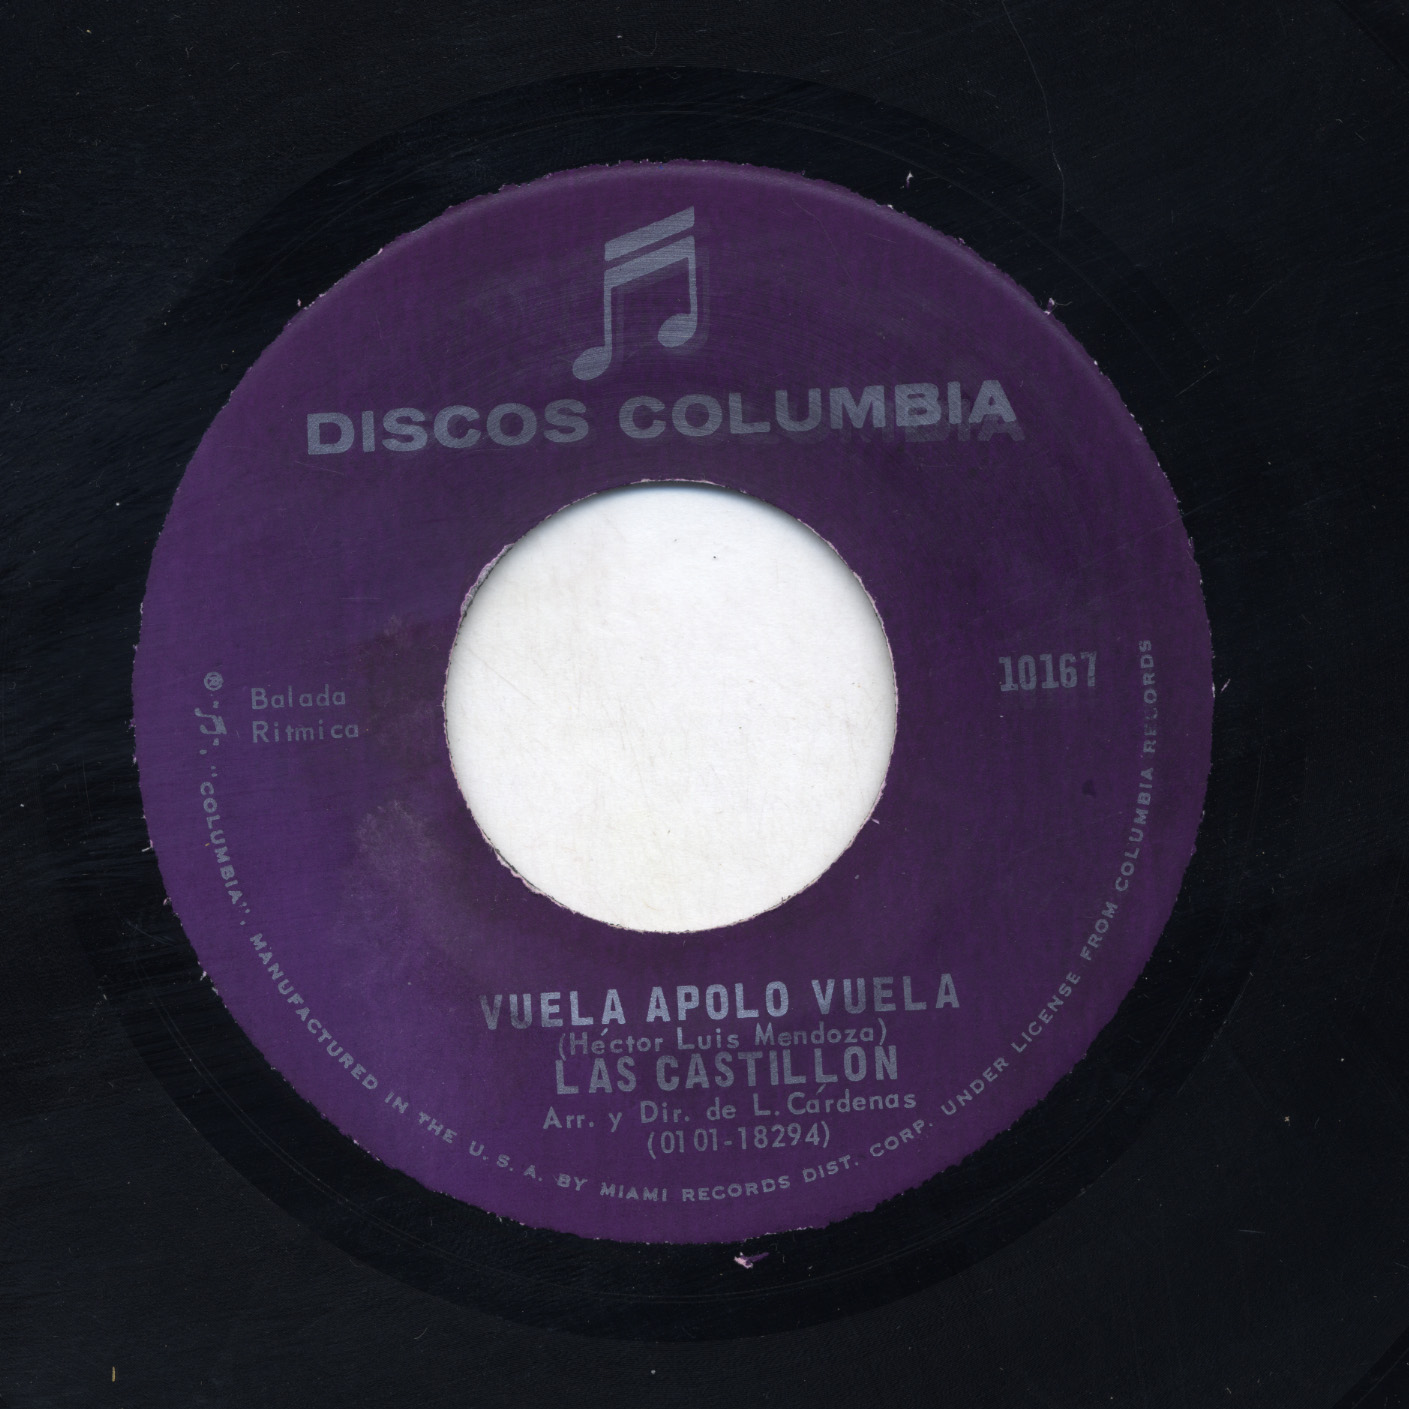 DISCOS COLUMBIA
Balada
Ritmica
10167
VUELA APOLO VUELA
(Héctor Luis Mendoza)
LAS CASTILLON
Arr. y Dir. de L. Cárdenas
(0101-18294)
® "♫". "COLUMBIA". MANUFACTURED IN THE U.S.A. BY MIAMI RECORDS DIST. CORP. UNDER LICENSE FROM COLUMBIA RECORDS